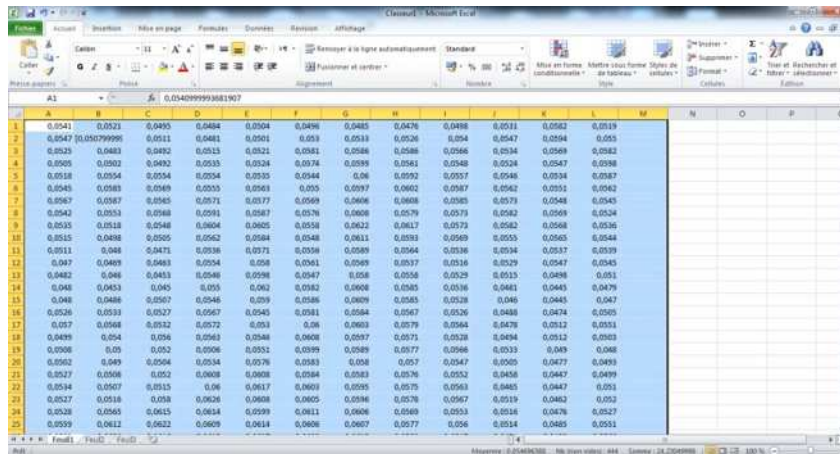 Classeur1 - Microsoft Excel
Fichier Accueil Insertion Mise en page Formules Données Révision Affichage
Calibri 11 Renvoyer à la ligne automatiquement Standard Insérer
Coller G I S Fusionner et centrer % 000 Mise en forme conditionnelle Mettre sous forme de tableau Styles de cellules Supprimer Format Trier et filtrer Rechercher et sélectionner
Presse-papiers Police Alignement Nombre Style Cellules Édition
A1 fx 0,0540999993681907
A B C D E F G H I J K L M N O P
1 0,0541 0,0521 0,0495 0,0484 0,0504 0,0496 0,0485 0,0476 0,0498 0,0531 0,0582 0,0519
2 0,0547 [0,050799999 0,0511 0,0481 0,0501 0,053 0,0533 0,0526 0,054 0,0547 0,0594 0,055
3 0,0525 0,0483 0,0492 0,0515 0,0521 0,0581 0,0586 0,0586 0,0566 0,0534 0,0569 0,0582
4 0,0505 0,0502 0,0492 0,0535 0,0524 0,0574 0,0599 0,0561 0,0548 0,0524 0,0547 0,0598
5 0,0518 0,0554 0,0554 0,0554 0,0535 0,0544 0,06 0,0592 0,0557 0,0546 0,0534 0,0587
6 0,0545 0,0583 0,0569 0,0555 0,0563 0,055 0,0597 0,0602 0,0587 0,0562 0,0551 0,0562
7 0,0567 0,0587 0,0565 0,0571 0,0577 0,0569 0,0606 0,0608 0,0585 0,0573 0,0548 0,0545
8 0,0542 0,0553 0,0568 0,0591 0,0587 0,0576 0,0608 0,0579 0,0573 0,0582 0,0569 0,0524
9 0,0535 0,0518 0,0548 0,0604 0,0605 0,0558 0,0622 0,0617 0,0573 0,0582 0,0568 0,0536
10 0,0515 0,0498 0,0505 0,0562 0,0584 0,0548 0,0611 0,0593 0,0569 0,0555 0,0565 0,0544
11 0,0511 0,048 0,0471 0,0536 0,0571 0,0556 0,0589 0,0564 0,0536 0,0534 0,0537 0,0539
12 0,047 0,0469 0,0463 0,0554 0,058 0,0561 0,0569 0,0537 0,0516 0,0529 0,0547 0,0545
13 0,0482 0,046 0,0453 0,0546 0,0598 0,0547 0,058 0,0558 0,0529 0,0515 0,0498 0,051
14 0,048 0,0453 0,045 0,055 0,062 0,0582 0,0608 0,0585 0,0536 0,0481 0,0445 0,0479
15 0,048 0,0486 0,0507 0,0546 0,059 0,0586 0,0609 0,0585 0,0528 0,046 0,0445 0,047
16 0,0526 0,0533 0,0527 0,0567 0,0545 0,0581 0,0584 0,0567 0,0526 0,0488 0,0474 0,0505
17 0,057 0,0568 0,0532 0,0572 0,053 0,06 0,0603 0,0579 0,0564 0,0478 0,0512 0,0551
18 0,0499 0,054 0,056 0,0563 0,0546 0,0608 0,0597 0,0571 0,0528 0,0494 0,0512 0,0503
19 0,0508 0,05 0,052 0,0506 0,0551 0,0599 0,0589 0,0577 0,0566 0,0533 0,049 0,048
20 0,0502 0,049 0,0504 0,0534 0,0576 0,0583 0,058 0,057 0,0547 0,0505 0,0477 0,0493
21 0,0527 0,0506 0,052 0,0608 0,0608 0,0584 0,0583 0,0576 0,0552 0,0458 0,0447 0,0499
22 0,0534 0,0507 0,0515 0,06 0,0617 0,0603 0,0595 0,0575 0,0563 0,0465 0,0447 0,051
23 0,0527 0,0516 0,058 0,0626 0,0608 0,0605 0,0596 0,0578 0,0567 0,0519 0,0462 0,052
24 0,0528 0,0565 0,0615 0,0614 0,0599 0,0611 0,0606 0,0569 0,0553 0,0516 0,0476 0,0527
25 0,0559 0,0612 0,0622 0,0609 0,0614 0,0606 0,0607 0,0577 0,056 0,0514 0,0485 0,0551
Feuil1 Feuil2 Feuil3
Prêt Nb (non vides) : 444 100 %